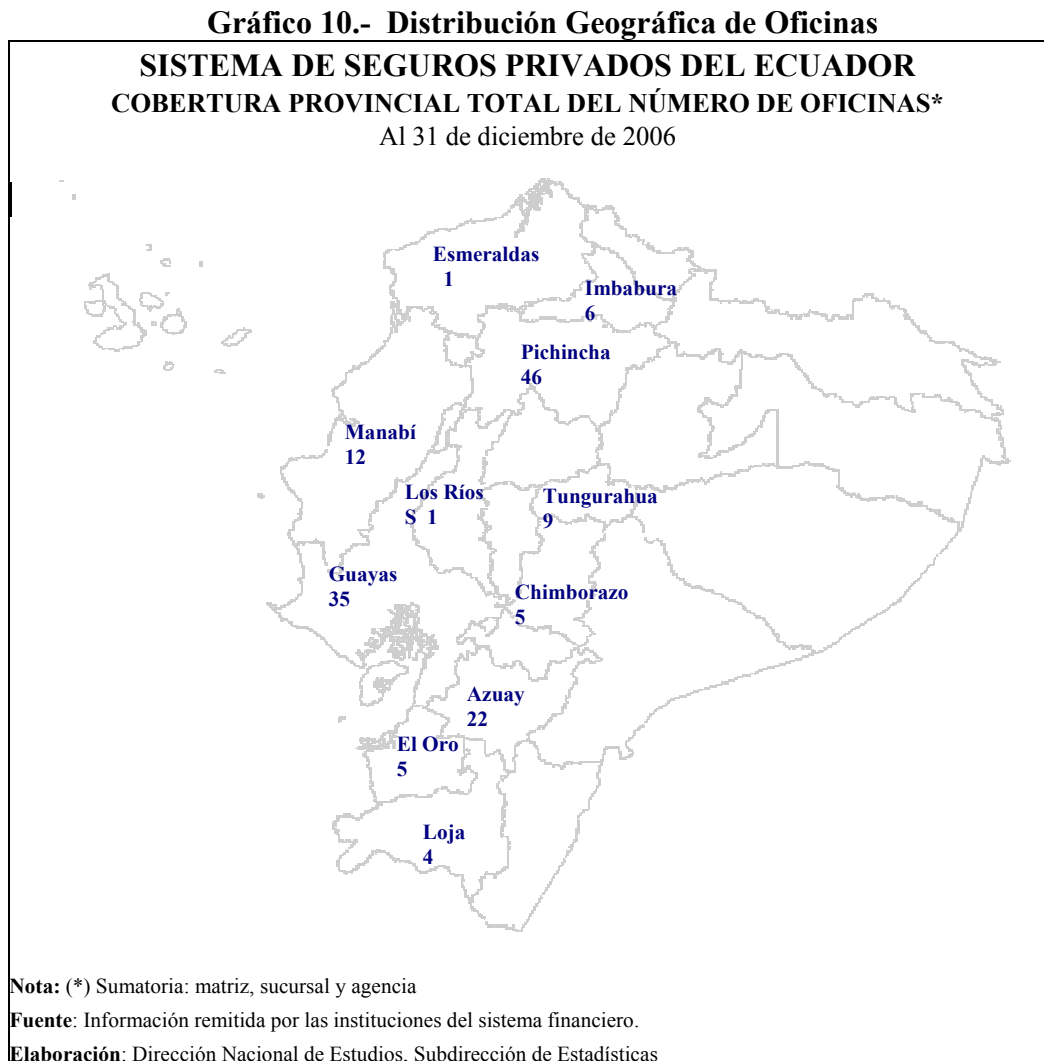 Gráfico 10.- Distribución Geográfica de Oficinas
SISTEMA DE SEGUROS PRIVADOS DEL ECUADOR
COBERTURA PROVINCIAL TOTAL DEL NÚMERO DE OFICINAS*
Al 31 de diciembre de 2006
Esmeraldas
1
Imbabura
6
Pichincha
46
Manabí
12
Los Ríos
S 1
Tungurahua
9
Guayas
35
Chimborazo
5
Azuay
22
El Oro
5
Loja
4
Nota: (*) Sumatoria: matriz, sucursal y agencia
Fuente: Información remitida por las instituciones del sistema financiero.
Elaboración: Dirección Nacional de Estudios, Subdirección de Estadísticas